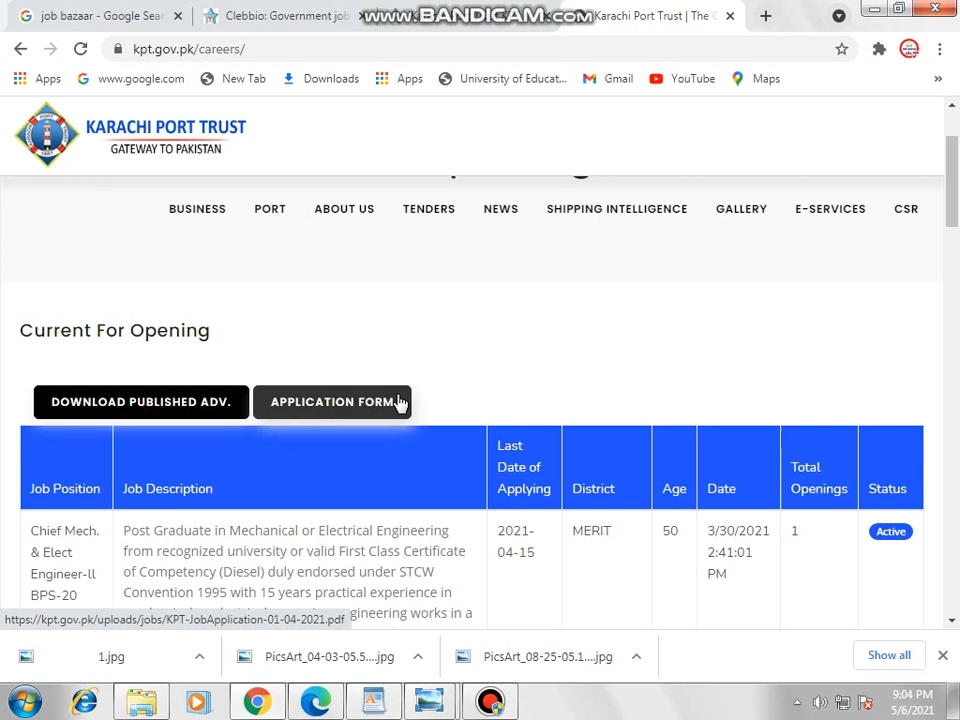 job bazaar - Google Sear
Clebbio: Government job
www.BANDICAM.com
Karachi Port Trust | The G
kpt.gov.pk/careers/
Apps
www.google.com
New Tab
Downloads
Apps
University of Educat...
Gmail
YouTube
Maps
»
KARACHI PORT TRUST
GATEWAY TO PAKISTAN
BUSINESS
PORT
ABOUT US
TENDERS
NEWS
SHIPPING INTELLIGENCE
GALLERY
E-SERVICES
CSR
Current For Opening
DOWNLOAD PUBLISHED ADV.
APPLICATION FORM
Job Position
Job Description
Last
Date of
Applying
District
Age
Date
Total
Openings
Status
Chief Mech.
& Elect
Engineer-ll
BPS-20
Post Graduate in Mechanical or Electrical Engineering
from recognized university or valid First Class Certificate
of Competency (Diesel) duly endorsed under STCW
Convention 1995 with 15 years practical experience in
engineering works in a
2021-
04-15
MERIT
50
3/30/2021
2:41:01
PM
1
Active
https://kpt.gov.pk/uploads/jobs/KPT-JobApplication-01-04-2021.pdf
1.jpg
PicsArt_04-03-05.5....jpg
PicsArt_08-25-05.1....jpg
Show all
9:04 PM
5/6/2021